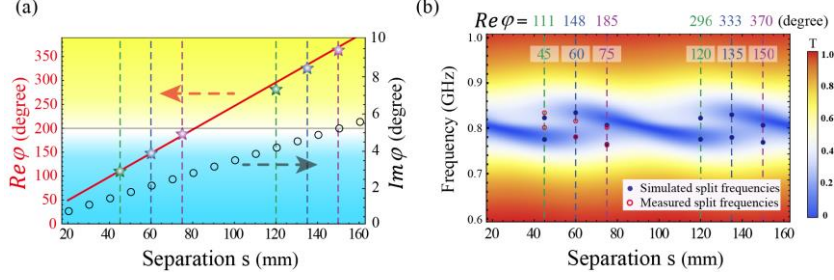 (a)
Re φ (degree)
350
300
250
200
150
100
50
0
10
8
6
4
2
0
Im φ (degree)
20 40 60 80 100 120 140 160
Separation s (mm)
(b)
Re φ = 111 148 185 296 333 370 (degree)
45 60 75 120 135 150
Frequency (GHz)
1.0
0.9
0.8
0.7
0.6
Simulated split frequencies
Measured split frequencies
20 40 60 80 100 120 140 160
Separation s (mm)
T
1.0
0.8
0.6
0.4
0.2
0